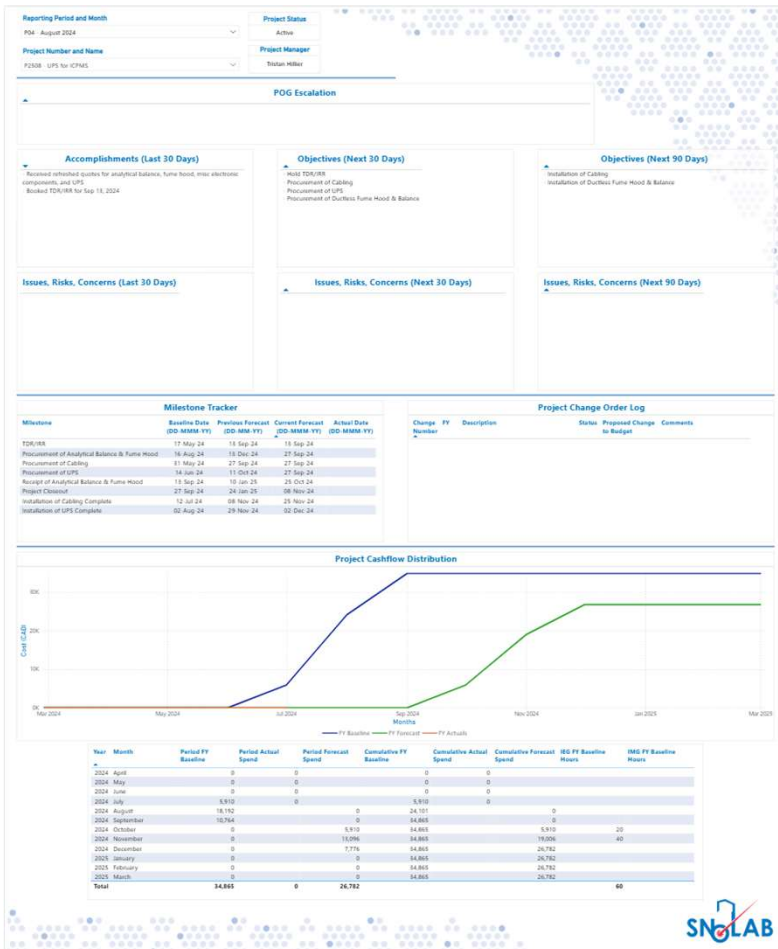 Reporting Period and Month
P04 - August 2024
Project Status
Active
Project Number and Name
P2508 - UPS for ICPMS
Project Manager
Tristan Hillier
POG Escalation
Accomplishments (Last 30 Days)
- Received refreshed quotes for analytical balance, fume hood, misc electronic
components, and UPS
- Booked TDR/IRR for Sep 13, 2024
Objectives (Next 30 Days)
- Hold TDR/IRR
- Procurement of Cabling
- Procurement of UPS
- Procurement of Ductless Fume Hood & Balance
Objectives (Next 90 Days)
- Installation of Cabling
- Installation of Ductless Fume Hood & Balance
Issues, Risks, Concerns (Last 30 Days)
Issues, Risks, Concerns (Next 30 Days)
Issues, Risks, Concerns (Next 90 Days)
Milestone Tracker
Milestone Baseline Date (DD-MMM-YY) Previous Forecast (DD-MMM-YY) Current Forecast (DD-MMM-YY) Actual Date (DD-MMM-YY)
TDR/IRR 17-May-24 13-Sep-24 13-Sep-24
Procurement of Analytical Balance & Fume Hood 16-Aug-24 13-Dec-24 27-Sep-24
Procurement of Cabling 31-May-24 27-Sep-24 27-Sep-24
Procurement of UPS 14-Jun-24 11-Oct-24 27-Sep-24
Receipt of Analytical Balance & Fume Hood 13-Sep-24 10-Jan-25 25-Oct-24
Project Closeout 27-Sep-24 24-Jan-25 08-Nov-24
Installation of Cabling Complete 12-Jul-24 08-Nov-24 25-Nov-24
Installation of UPS Complete 02-Aug-24 29-Nov-24 02-Dec-24
Project Change Order Log
Change Number FY Description Status Proposed Change to Budget Comments
Project Cashflow Distribution
Cost (CAD)
30K
20K
10K
0K
Mar 2024 May 2024 Jul 2024 Sep 2024 Nov 2024 Jan 2025 Mar 2025
Months
FY Baseline FY Forecast FY Actuals
Year Month Period FY Baseline Period Actual Spend Period Forecast Spend Cumulative FY Baseline Cumulative Actual Spend Cumulative Forecast Spend IEG FY Baseline Hours IMG FY Baseline Hours
2024 April 0 0 0 0
2024 May 0 0 0 0
2024 June 0 0 0 0
2024 July 5,910 0 5,910 0
2024 August 18,192 0 24,101 0
2024 September 10,764 0 34,865 0
2024 October 0 5,910 34,865 5,910 20
2024 November 0 13,096 34,865 19,006 40
2024 December 0 7,776 34,865 26,782
2025 January 0 0 34,865 26,782
2025 February 0 0 34,865 26,782
2025 March 0 0 34,865 26,782
Total 34,865 0 26,782 60
SNOLAB